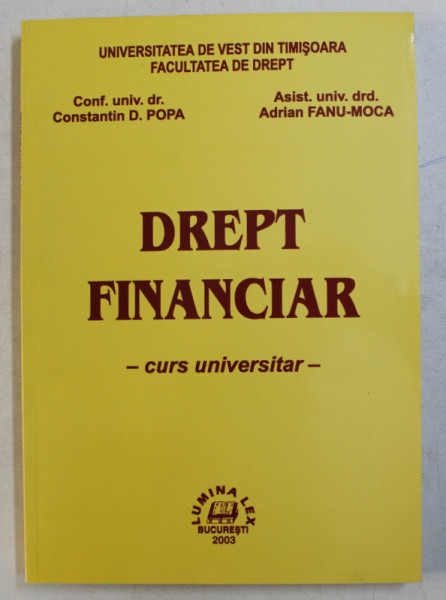 UNIVERSITATEA DE VEST DIN TIMIŞOARA
FACULTATEA DE DREPT
Conf. univ. dr.
Constantin D. POPA
Asist. univ. drd.
Adrian FANU-MOCA
DREPT
FINANCIAR
– curs universitar –
LUMINA LEX
BUCUREŞTI
2003